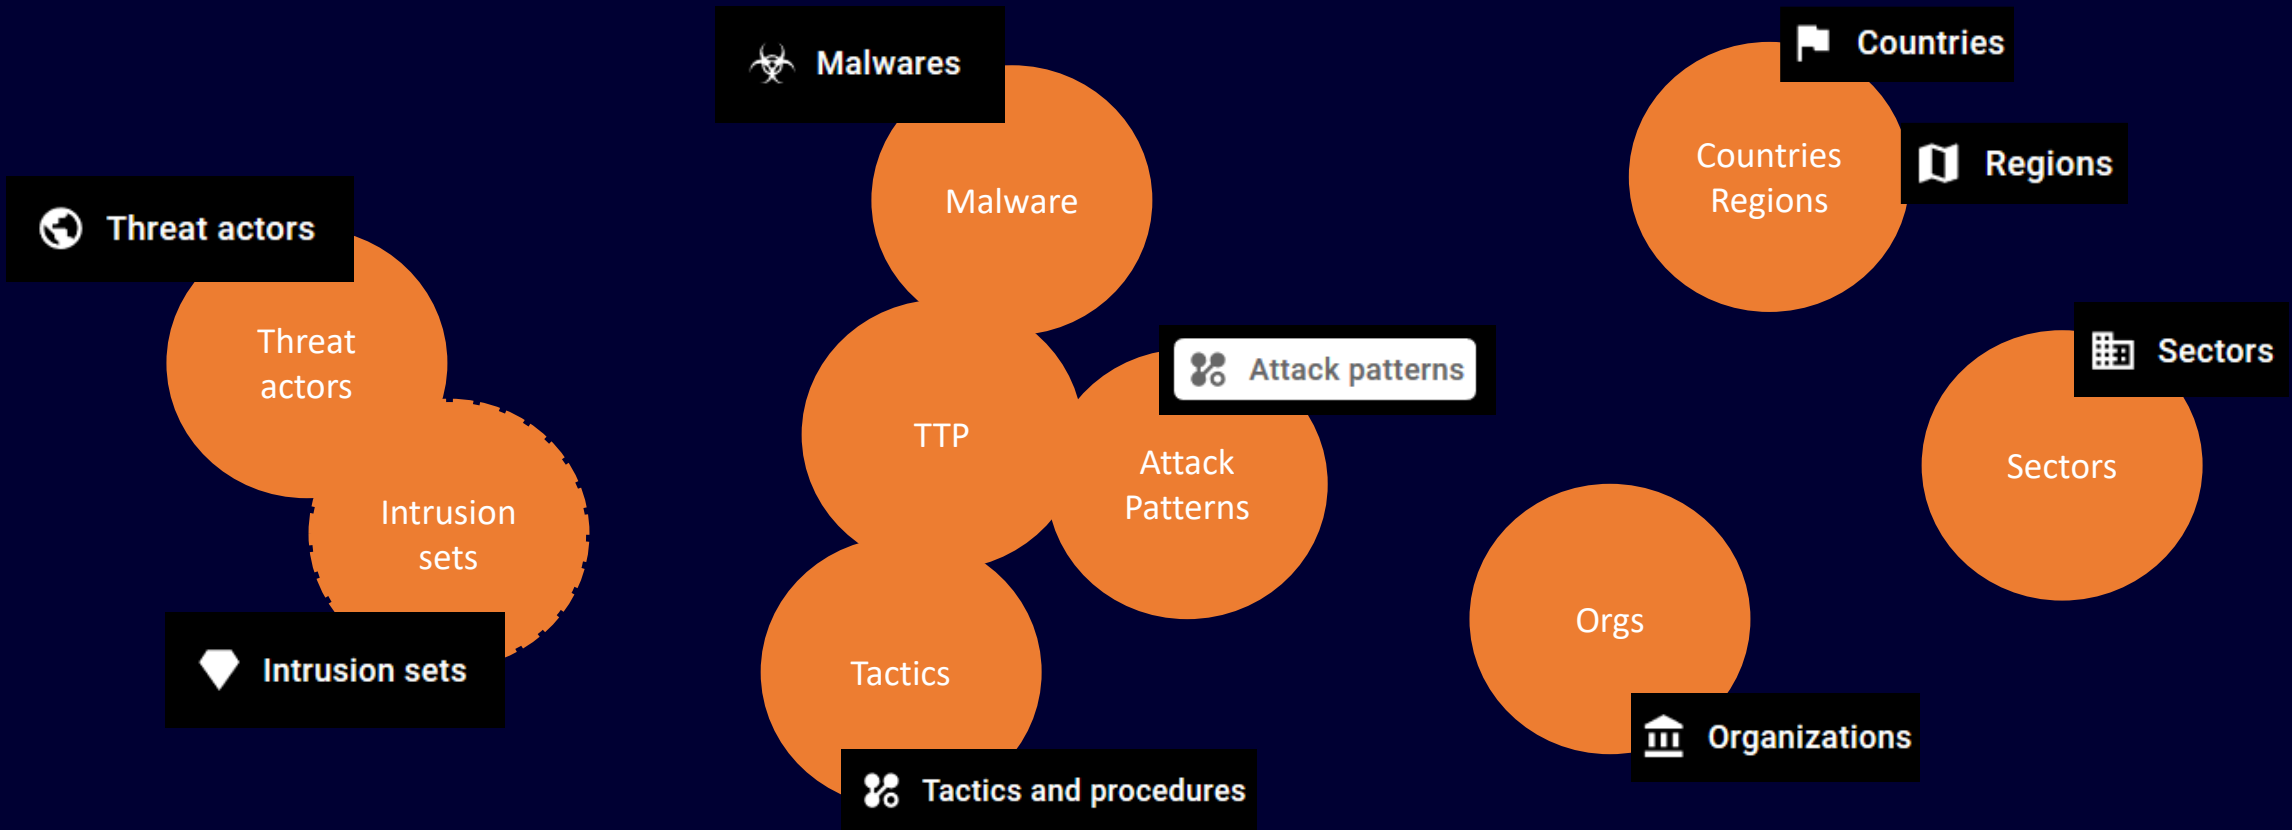 Threat actors
Threat
actors
Intrusion
sets
Intrusion sets
Malwares
Malware
TTP
Attack patterns
Attack
Patterns
Tactics
Tactics and procedures
Countries
Countries
Regions
Regions
Sectors
Sectors
Orgs
Organizations